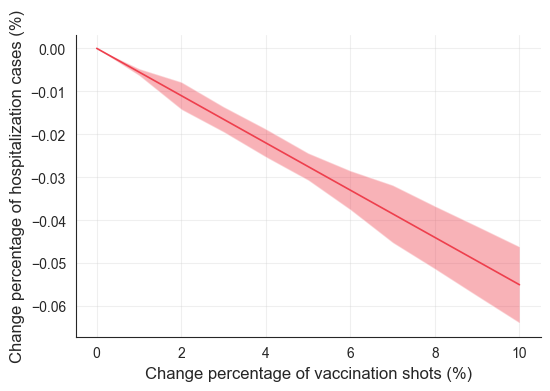 Change percentage of hospitalization cases (%)
0.00
−0.01
−0.02
−0.03
−0.04
−0.05
−0.06
0 2 4 6 8 10
Change percentage of vaccination shots (%)